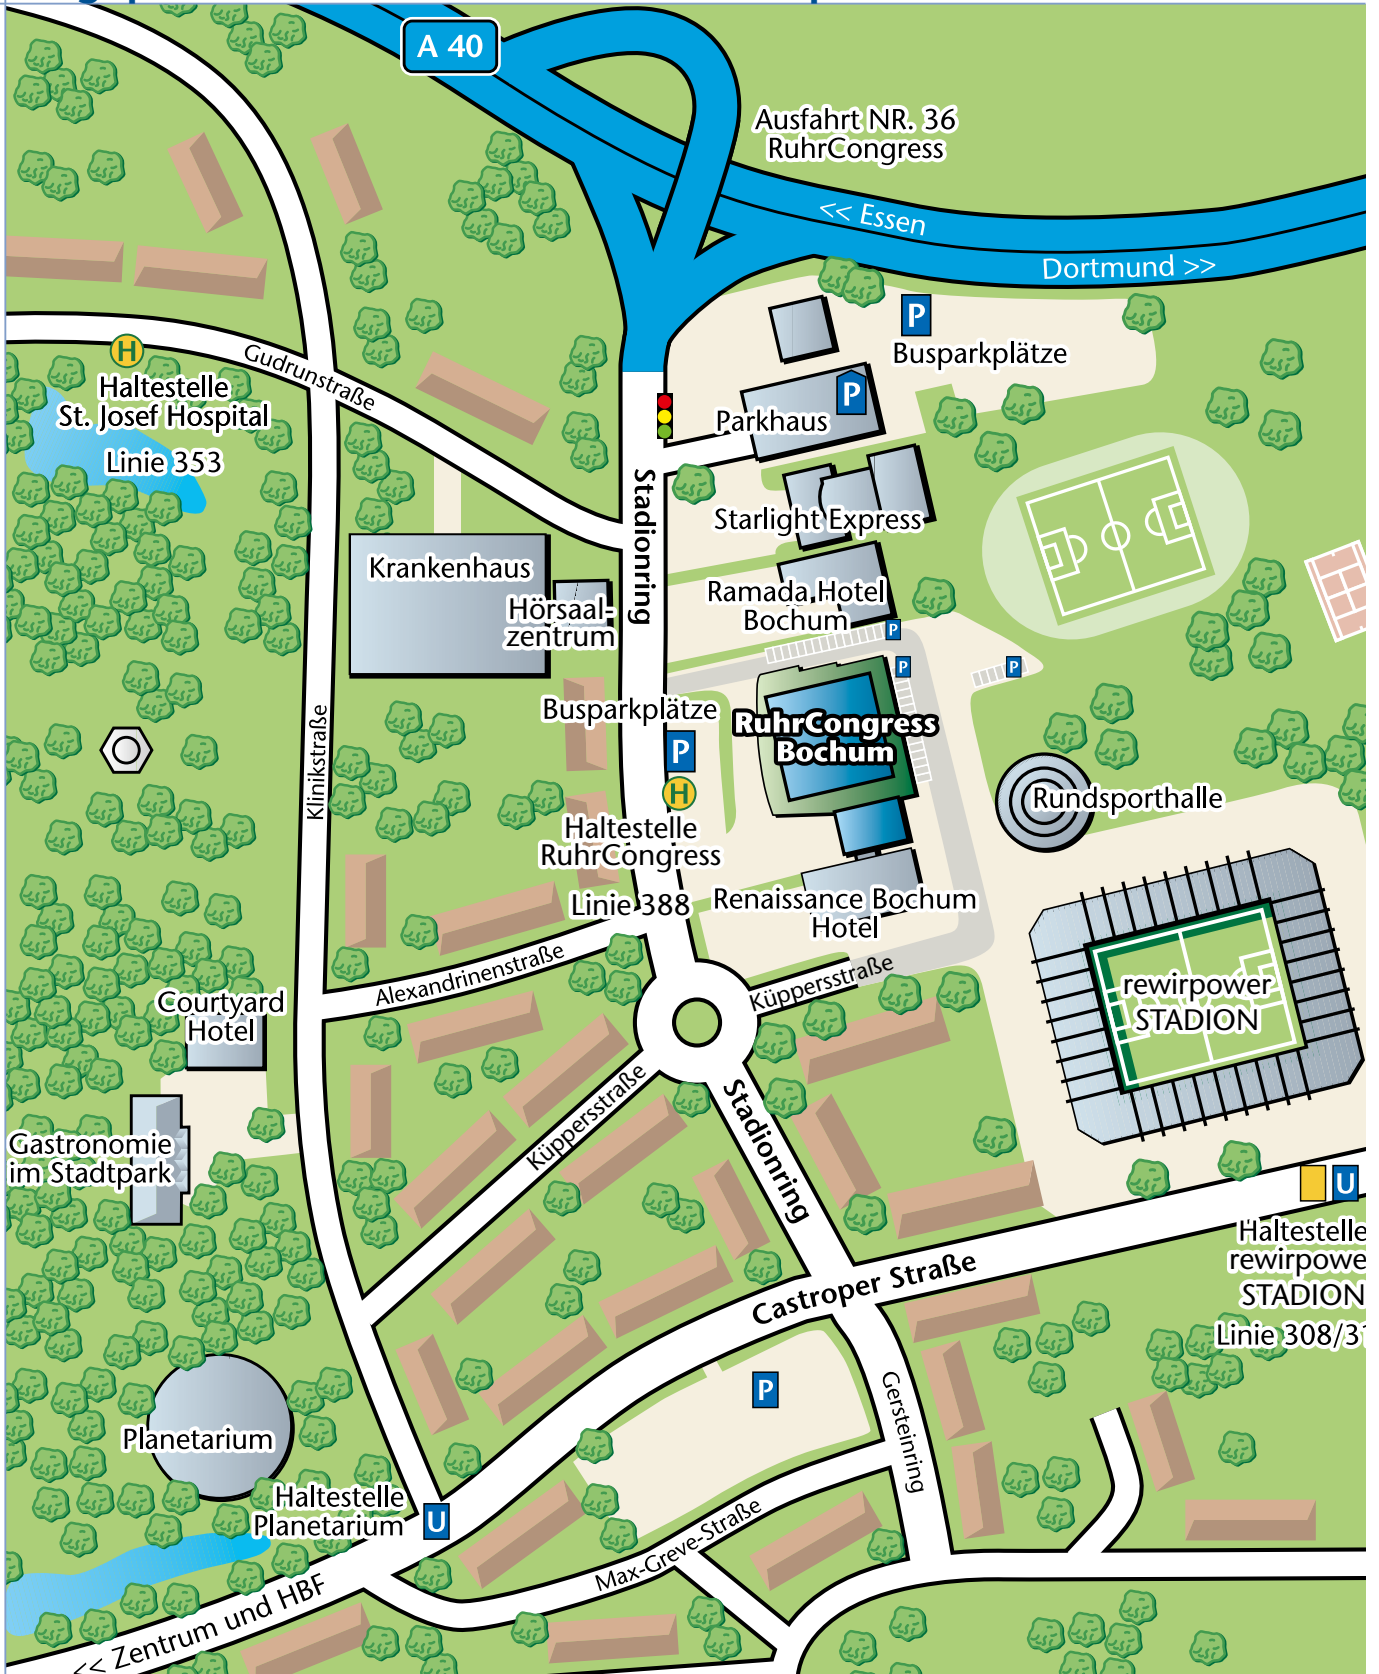 A 40
Ausfahrt NR. 36
RuhrCongress
<< Essen
Dortmund >>
P
Busparkplätze
H
Haltestelle
St. Josef Hospital
Linie 353
Gudrunstraße
P
Parkhaus
Stadionring
Starlight Express
Krankenhaus
Hörsaal-
zentrum
Ramada Hotel
Bochum
P
P
P
Busparkplätze
P
RuhrCongress
Bochum
Klinikstraße
H
Haltestelle
RuhrCongress
Linie 388
Rundsporthalle
Renaissance Bochum
Hotel
Alexandrinenstraße
Küppersstraße
rewirpower
STADION
Courtyard
Hotel
Küppersstraße
Stadionring
Gastronomie
im Stadtpark
U
Haltestelle
rewirpowe
STADION
Linie 308/31
Castroper Straße
P
Gersteinring
Planetarium
Haltestelle
Planetarium
U
Max-Greve-Straße
<< Zentrum und HBF